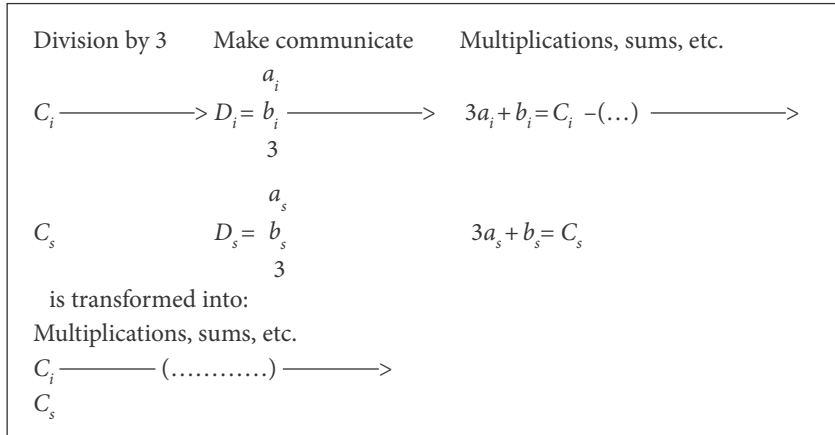 Division by 3 Make communicate Multiplications, sums, etc.
a_i
C_i ————————> D_i = b_i ————————> 3a_i + b_i = C_i –(…) ————————>
3
a_s
C_s D_s = b_s 3a_s + b_s = C_s
3
is transformed into:
Multiplications, sums, etc.
C_i ————— (…………) —————>
C_s